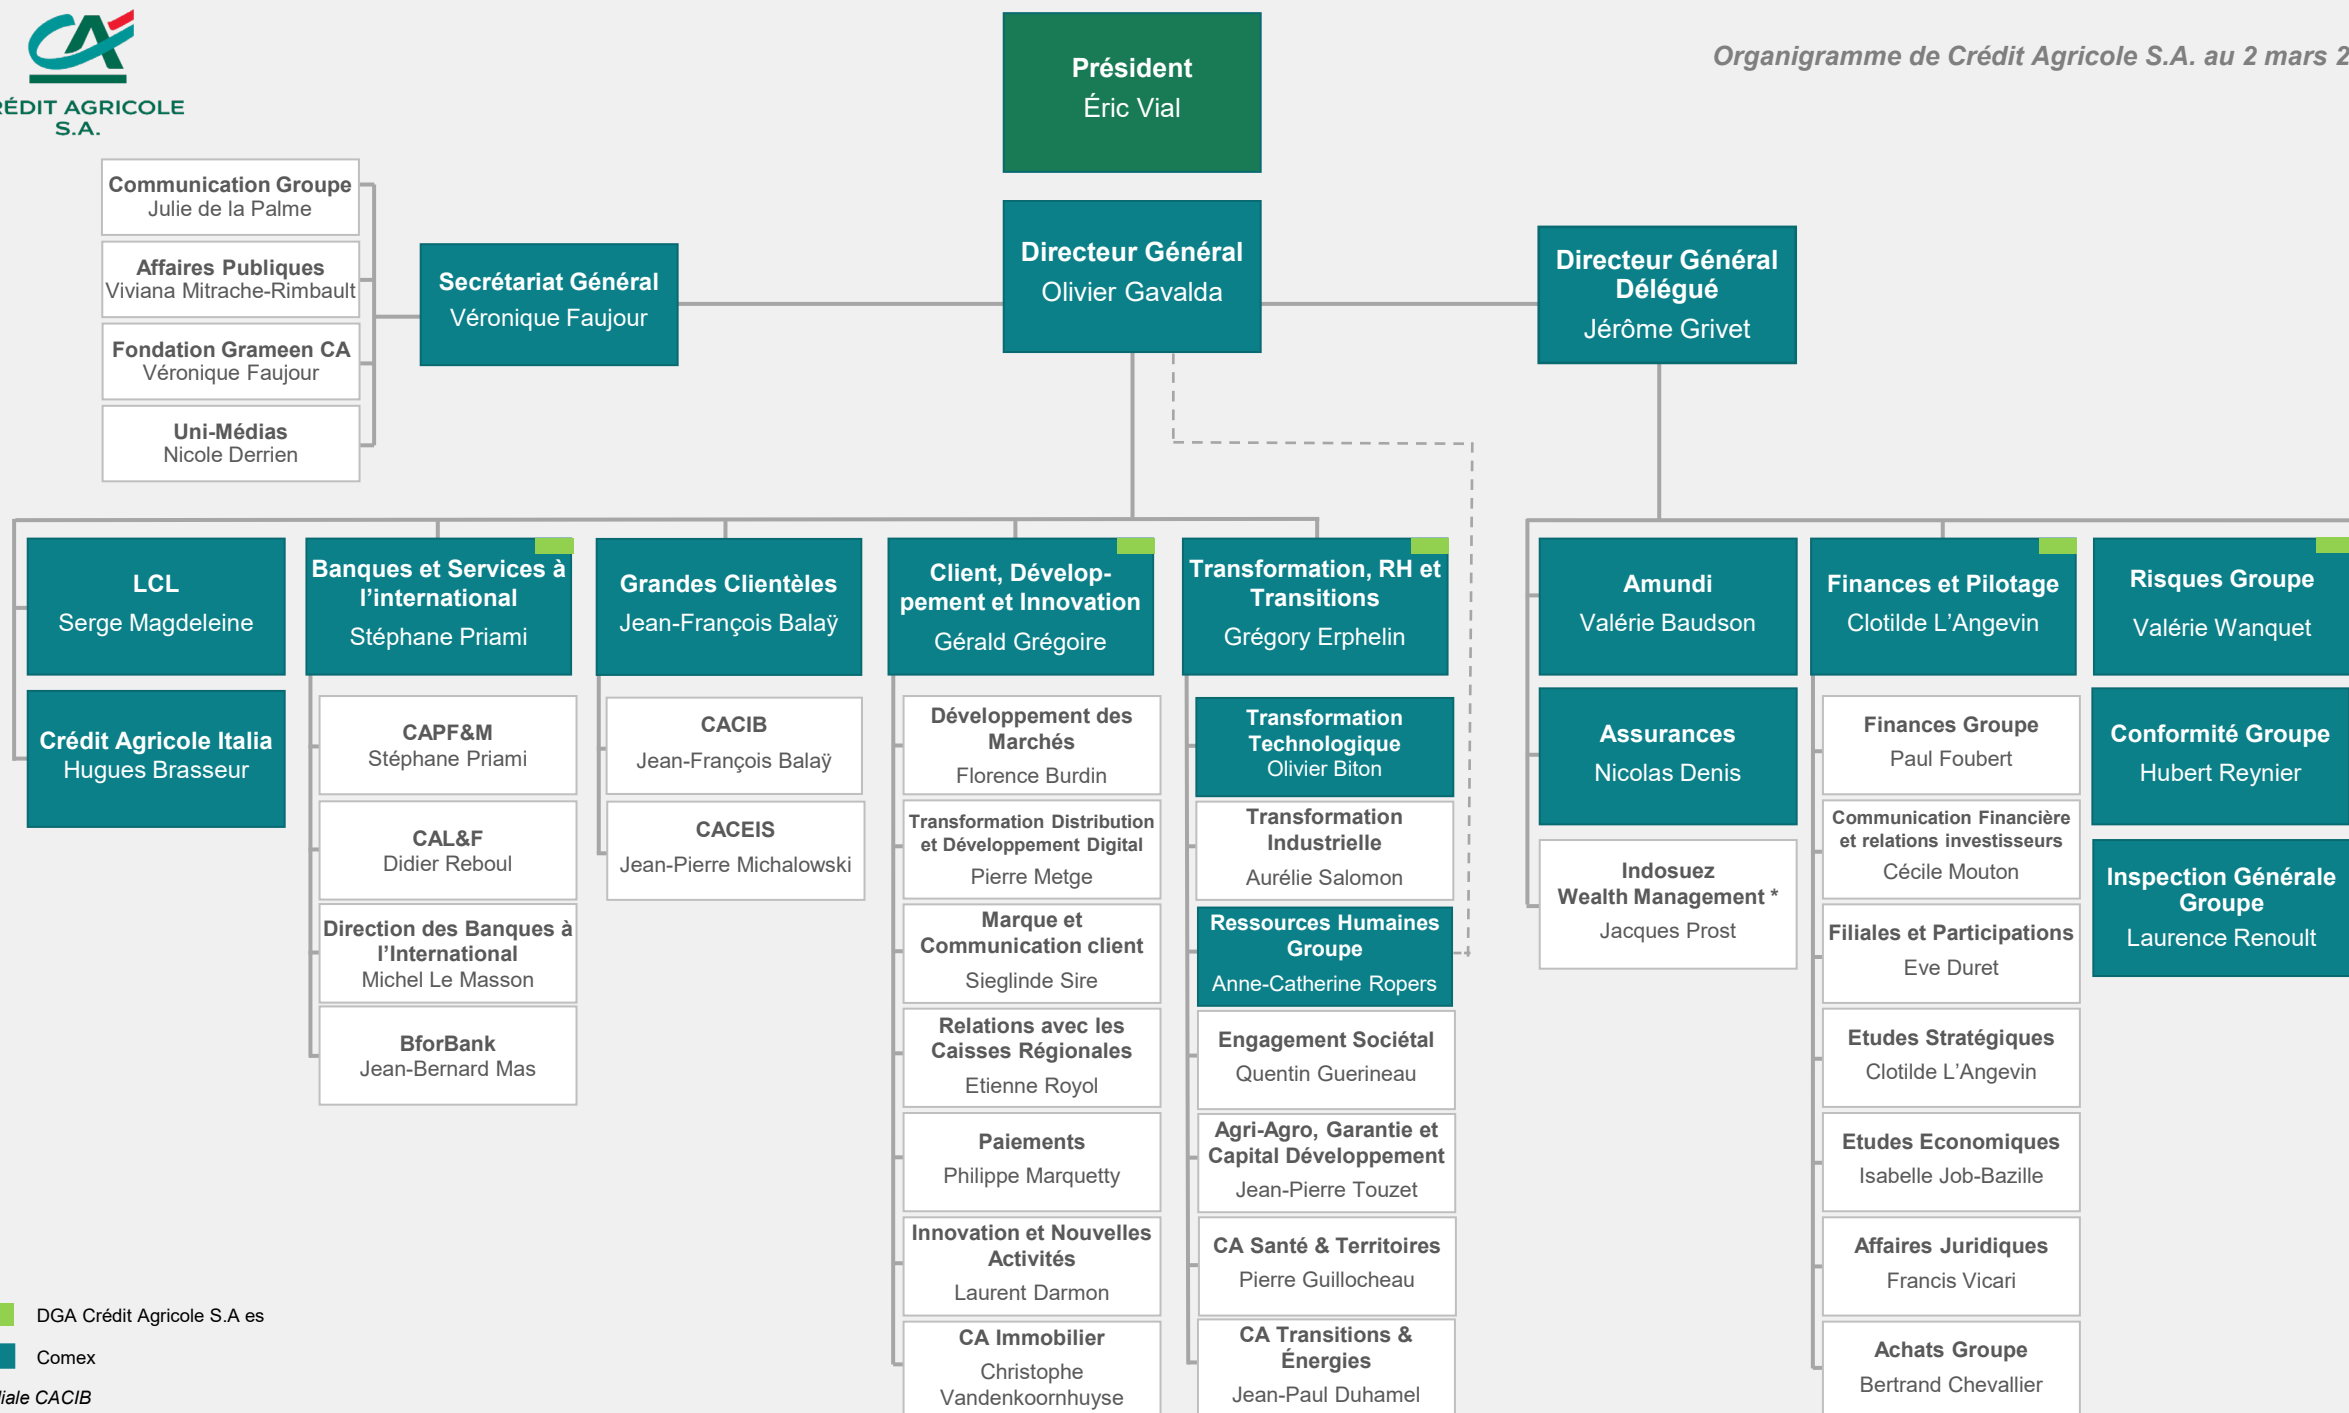 Organigramme de Crédit Agricole S.A. au 2 mars 2
CRÉDIT AGRICOLE
S.A.
Président
Éric Vial
Directeur Général
Olivier Gavalda
Secrétariat Général
Véronique Faujour
Directeur Général
Délégué
Jérôme Grivet
Communication Groupe
Julie de la Palme
Affaires Publiques
Viviana Mitrache-Rimbault
Fondation Grameen CA
Véronique Faujour
Uni-Médias
Nicole Derrien
LCL
Serge Magdeleine
Crédit Agricole Italia
Hugues Brasseur
Banques et Services à
l’international
Stéphane Priami
CAPF&M
Stéphane Priami
CAL&F
Didier Reboul
Direction des Banques à
l’International
Michel Le Masson
BforBank
Jean-Bernard Mas
Grandes Clientèles
Jean-François Balaÿ
CACIB
Jean-François Balaÿ
CACEIS
Jean-Pierre Michalowski
Client, Dévelop-
pement et Innovation
Gérald Grégoire
Développement des
Marchés
Florence Burdin
Transformation Distribution
et Développement Digital
Pierre Metge
Marque et
Communication client
Sieglinde Sire
Relations avec les
Caisses Régionales
Etienne Royol
Paiements
Philippe Marquetty
Innovation et Nouvelles
Activités
Laurent Darmon
CA Immobilier
Christophe
Vandenkoornhuyse
Transformation, RH et
Transitions
Grégory Erphelin
Transformation
Technologique
Olivier Biton
Transformation
Industrielle
Aurélie Salomon
Ressources Humaines
Groupe
Anne-Catherine Ropers
Engagement Sociétal
Quentin Guerineau
Agri-Agro, Garantie et
Capital Développement
Jean-Pierre Touzet
CA Santé & Territoires
Pierre Guillocheau
CA Transitions &
Énergies
Jean-Paul Duhamel
Amundi
Valérie Baudson
Assurances
Nicolas Denis
Indosuez
Wealth Management *
Jacques Prost
Finances et Pilotage
Clotilde L’Angevin
Finances Groupe
Paul Foubert
Communication Financière
et relations investisseurs
Cécile Mouton
Filiales et Participations
Eve Duret
Etudes Stratégiques
Clotilde L’Angevin
Etudes Economiques
Isabelle Job-Bazille
Affaires Juridiques
Francis Vicari
Achats Groupe
Bertrand Chevallier
Risques Groupe
Valérie Wanquet
Conformité Groupe
Hubert Reynier
Inspection Générale
Groupe
Laurence Renoult
DGA Crédit Agricole S.A es
Comex
iale CACIB